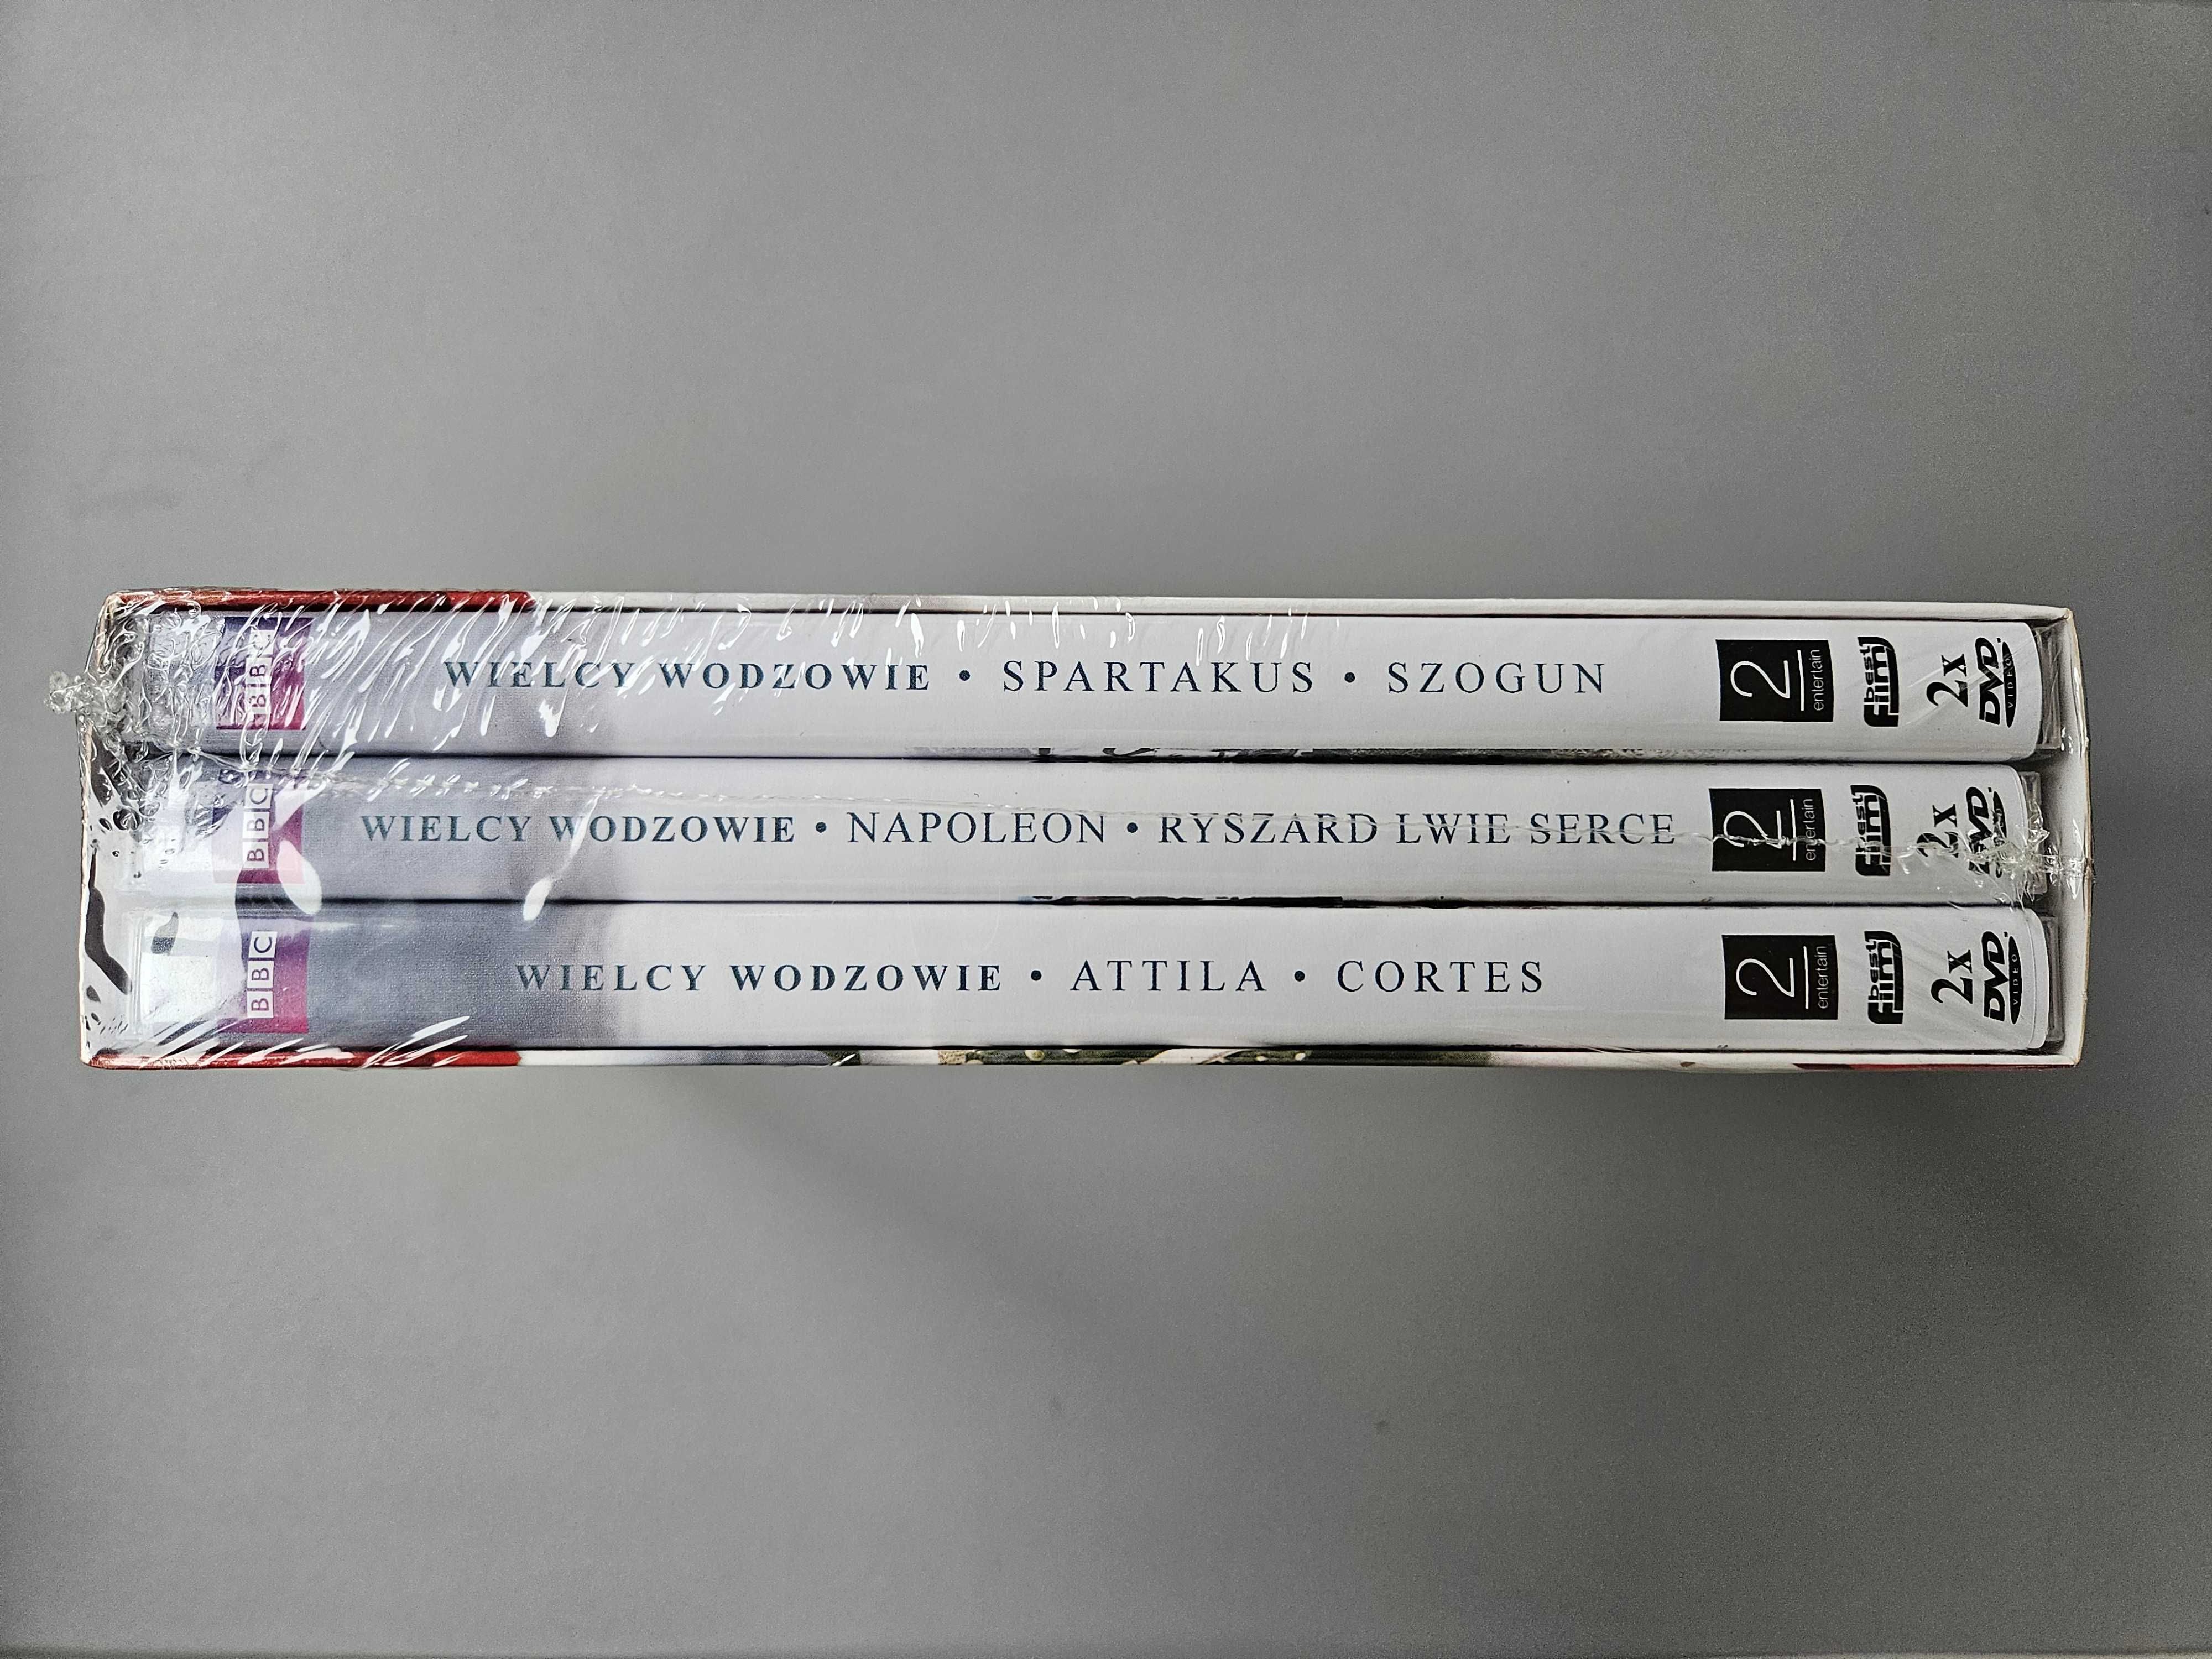 BBC WIELCY WODZOWIE • SPARTAKUS • SZOGUN 2 entertain best film 2x DVD VIDEO
BBC WIELCY WODZOWIE • NAPOLEON • RYSZARD LWIE SERCE 2 entertain best film 2x DVD
BBC WIELCY WODZOWIE • ATTILA • CORTES 2 entertain best film 2x DVD VIDEO